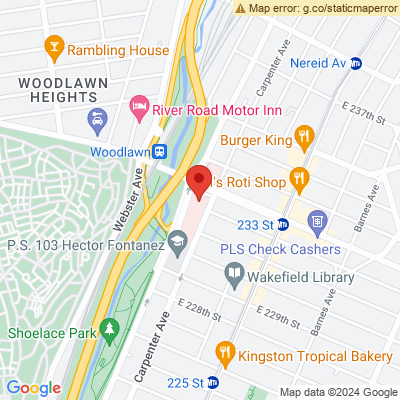 Map error: g.co/staticmaperror
Rambling House
Nereid Av
Carpenter Ave
WOODLAWN
HEIGHTS
River Road Motor Inn
E 237th St
Burger King
Woodlawn
's Roti Shop
Webster Ave
Barnes Ave
233 St
P.S. 103 Hector Fontanez
PLS Check Cashers
Wakefield Library
E 228th St
E 229th St
Barnes Ave
Shoelace Park
Carpenter Ave
Kingston Tropical Bakery
225 St
Google
Map data ©2024 Google